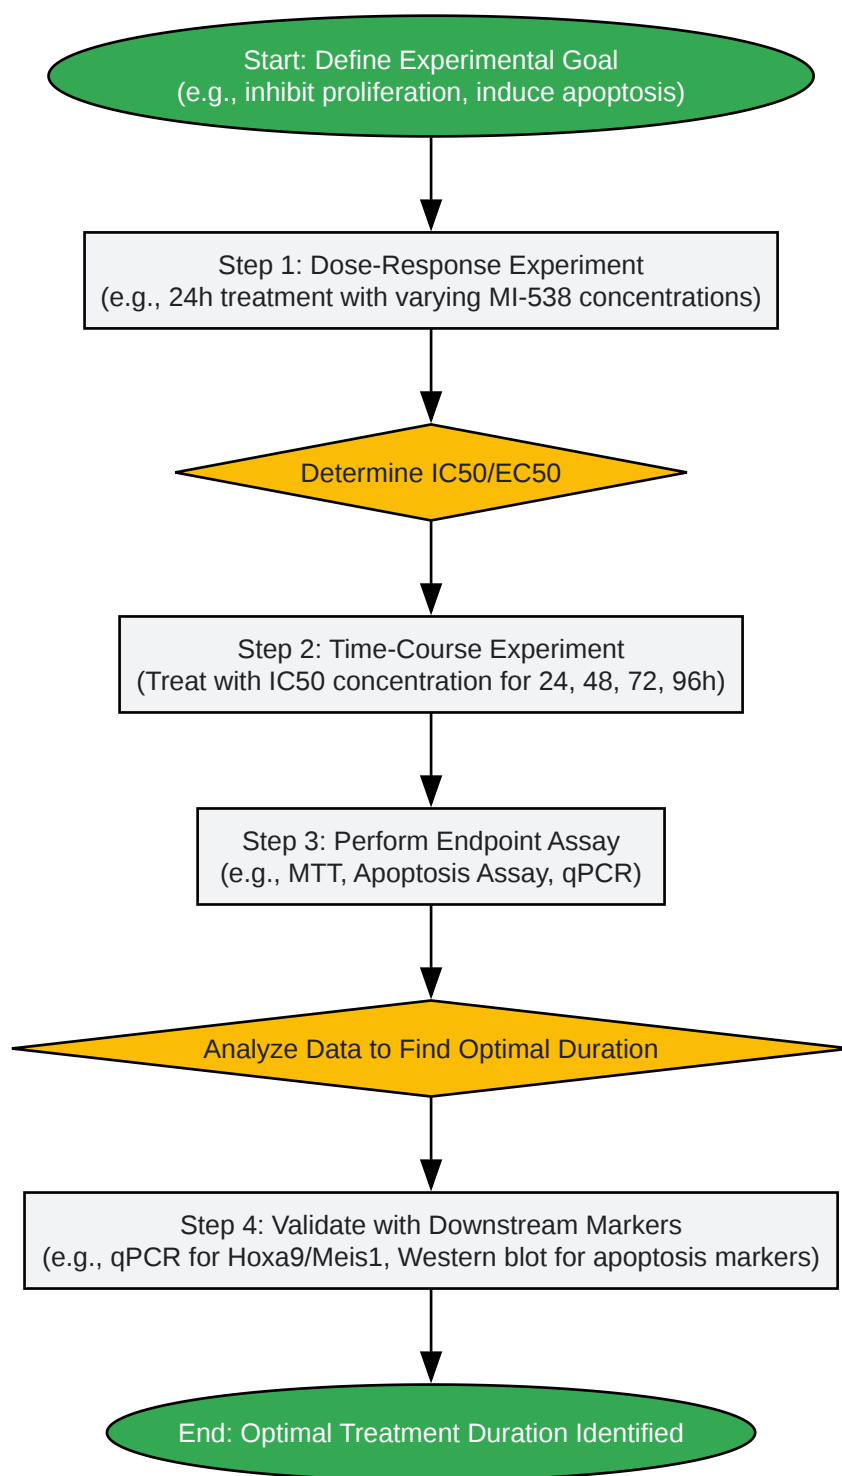 Start: Define Experimental Goal
(e.g., inhibit proliferation, induce apoptosis)
Step 1: Dose-Response Experiment
(e.g., 24h treatment with varying MI-538 concentrations)
Determine IC50/EC50
Step 2: Time-Course Experiment
(Treat with IC50 concentration for 24, 48, 72, 96h)
Step 3: Perform Endpoint Assay
(e.g., MTT, Apoptosis Assay, qPCR)
Analyze Data to Find Optimal Duration
Step 4: Validate with Downstream Markers
(e.g., qPCR for Hoxa9/Meis1, Western blot for apoptosis markers)
End: Optimal Treatment Duration Identified